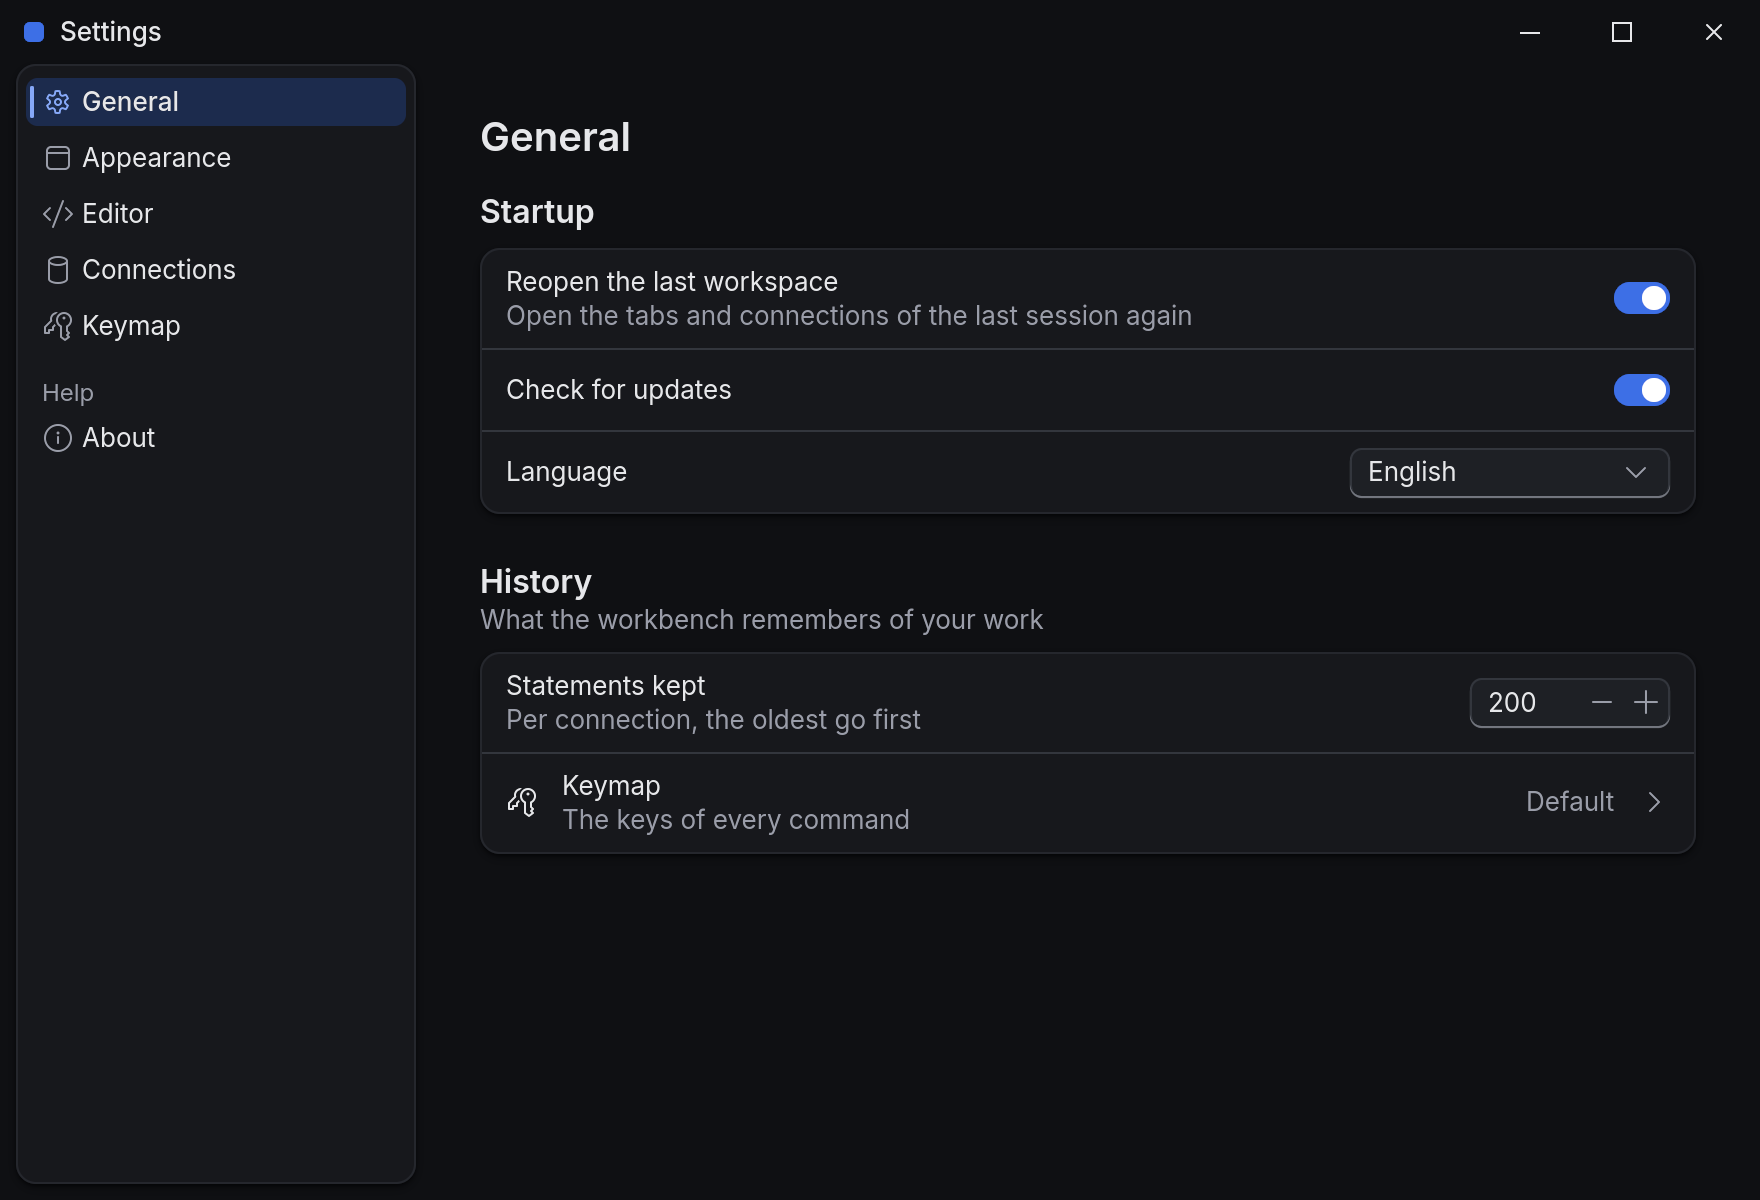 Settings
General
Appearance
Editor
Connections
Keymap
Help
About
General
Startup
Reopen the last workspace
Open the tabs and connections of the last session again
Check for updates
Language
English
History
What the workbench remembers of your work
Statements kept
Per connection, the oldest go first
200
Keymap
The keys of every command
Default